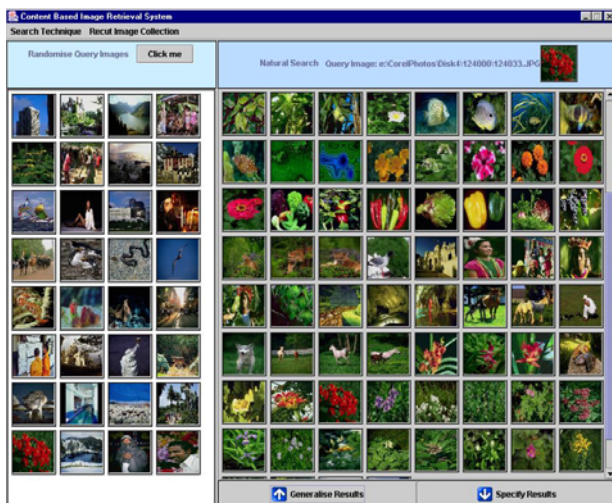 Content Based Image Retrieval System
Search Technique Recut Image Collection
Randomise Query Images Click me
Natural Search Query Image: e:\CorelPhotos\Disk4\124000\124033..JPG
Generalise Results Specify Results